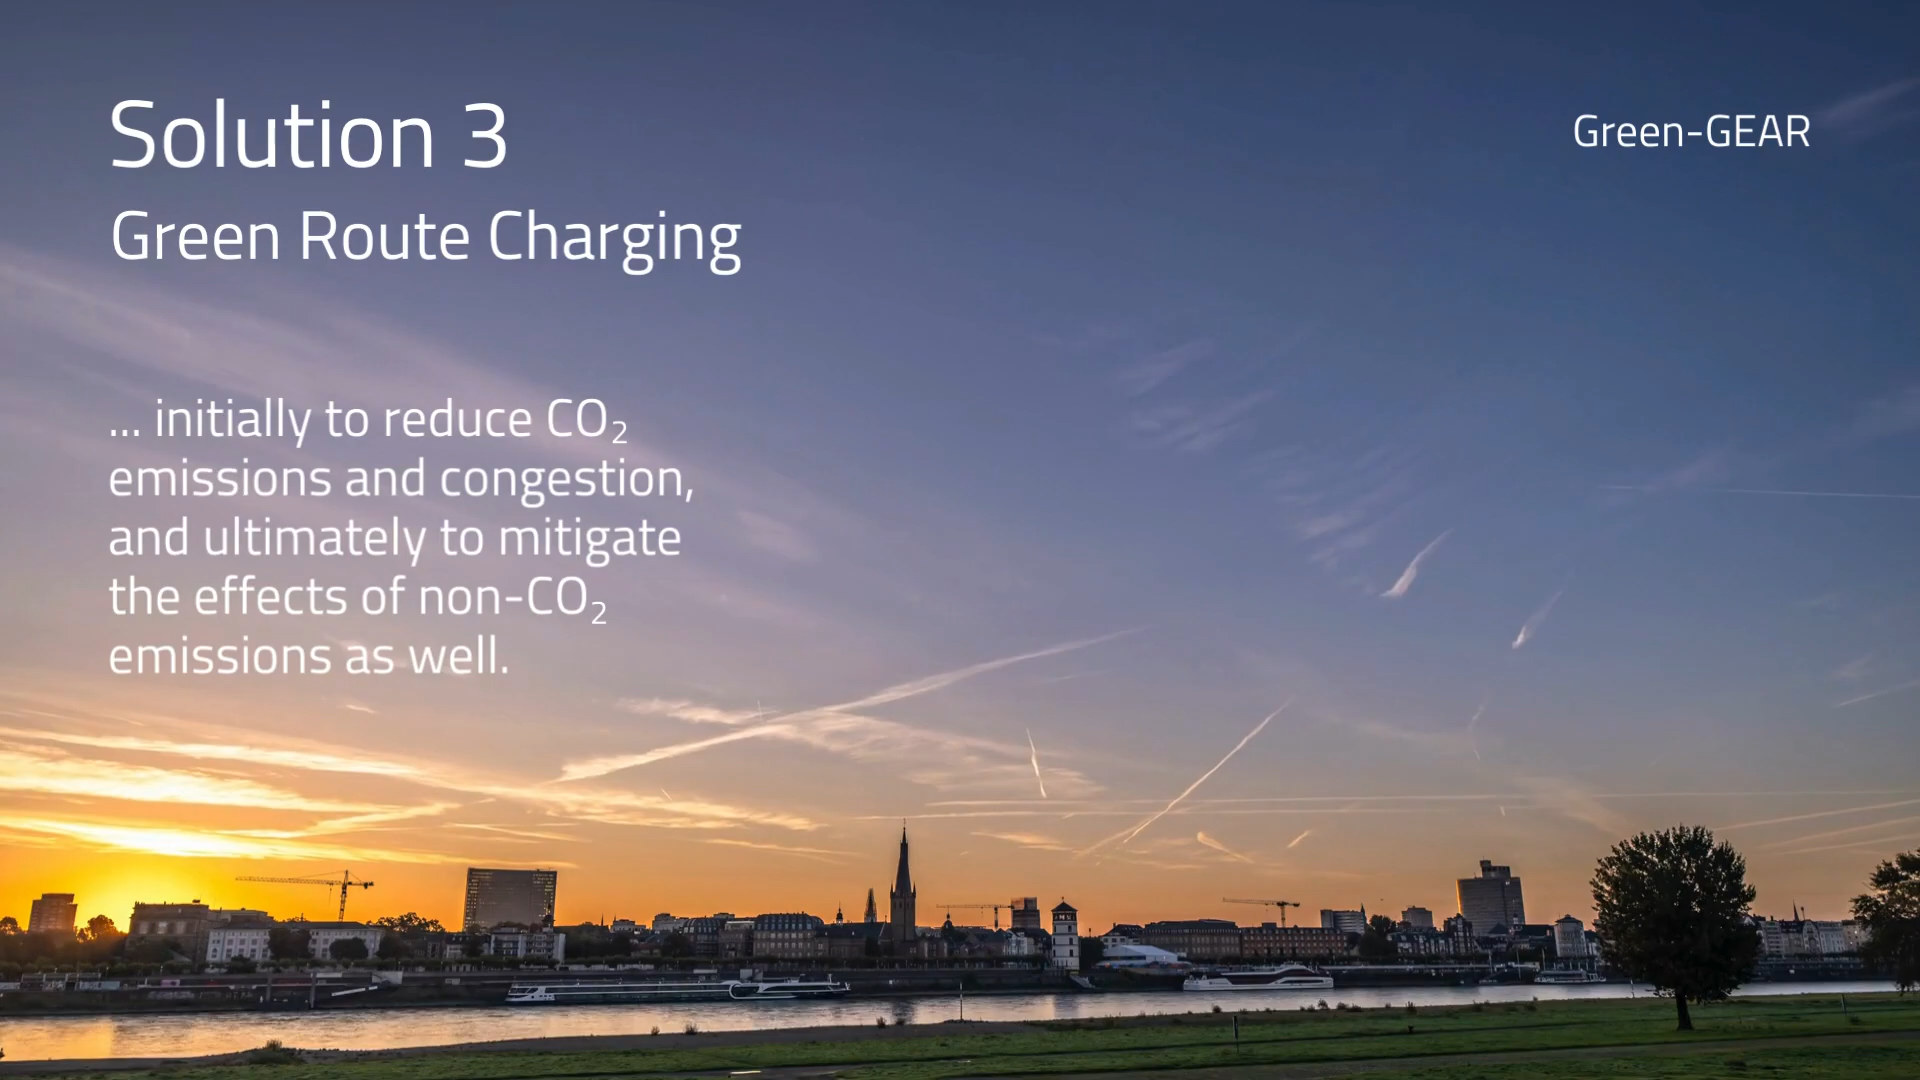 Solution 3
Green-GEAR
Green Route Charging
... initially to reduce CO₂
emissions and congestion,
and ultimately to mitigate
the effects of non-CO₂
emissions as well.